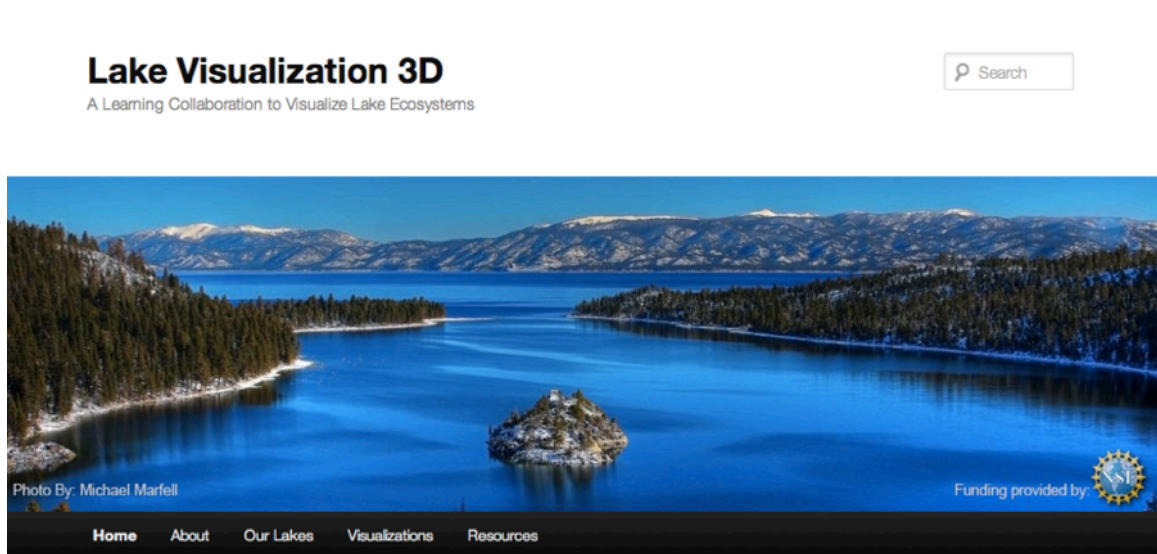 Lake Visualization 3D
A Learning Collaboration to Visualize Lake Ecosystems
Search
Photo By: Michael Marfell
Funding provided by:
NSF
Home About Our Lakes Visualizations Resources